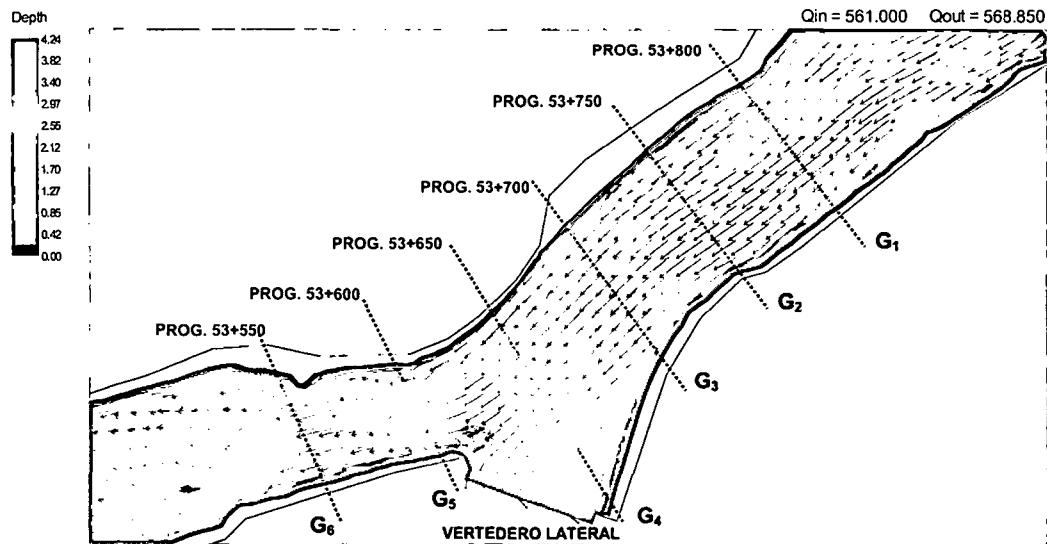 Depth
Qin = 561.000 Qout = 568.850
4.24
3.82
3.40
2.97
2.55
2.12
1.70
1.27
0.85
0.42
0.00
PROG. 53+800
PROG. 53+750
PROG. 53+700
PROG. 53+650
PROG. 53+600
PROG. 53+550
G1
G2
G3
G4
G5
G6
VERTEDERO LATERAL